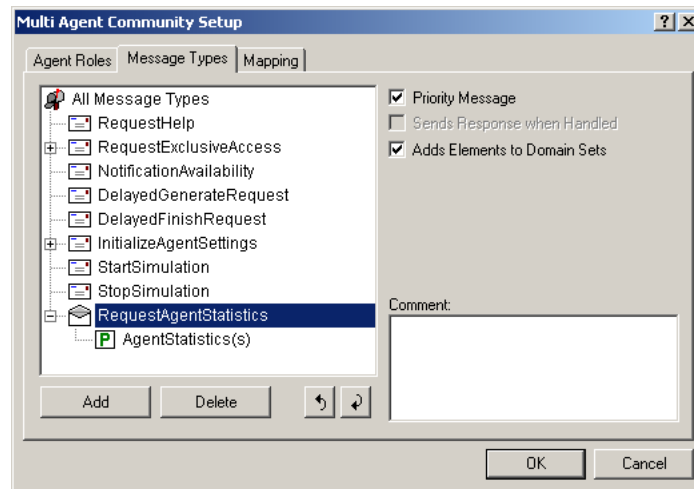 Multi Agent Community Setup
Agent Roles Message Types Mapping
All Message Types
RequestHelp
RequestExclusiveAccess
NotificationAvailability
DelayedGenerateRequest
DelayedFinishRequest
InitializeAgentSettings
StartSimulation
StopSimulation
RequestAgentStatistics
P AgentStatistics(s)
Add Delete
Priority Message
Sends Response when Handled
Adds Elements to Domain Sets
Comment:
OK Cancel